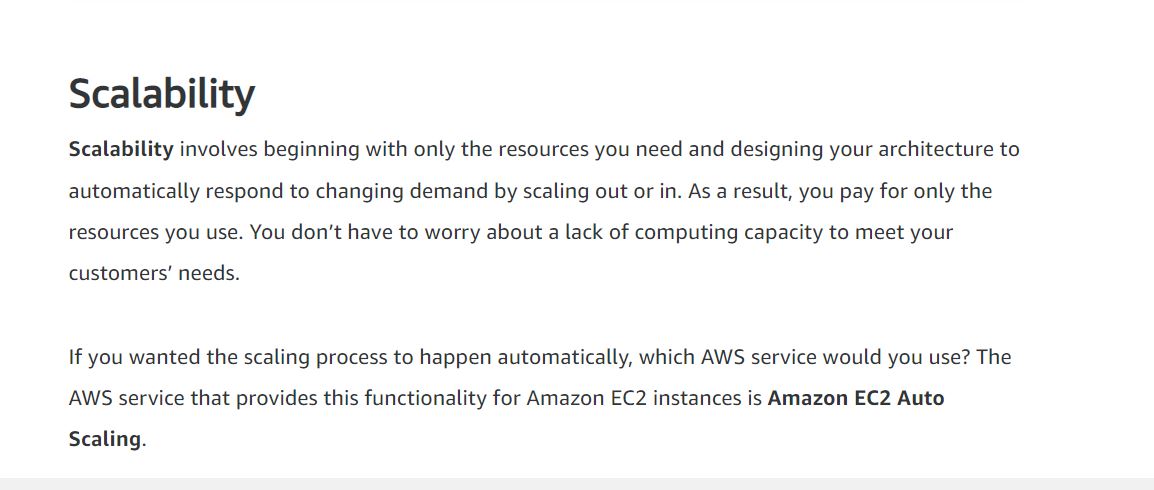 Scalability
Scalability involves beginning with only the resources you need and designing your architecture to
automatically respond to changing demand by scaling out or in. As a result, you pay for only the
resources you use. You don’t have to worry about a lack of computing capacity to meet your
customers’ needs.
If you wanted the scaling process to happen automatically, which AWS service would you use? The
AWS service that provides this functionality for Amazon EC2 instances is Amazon EC2 Auto
Scaling.